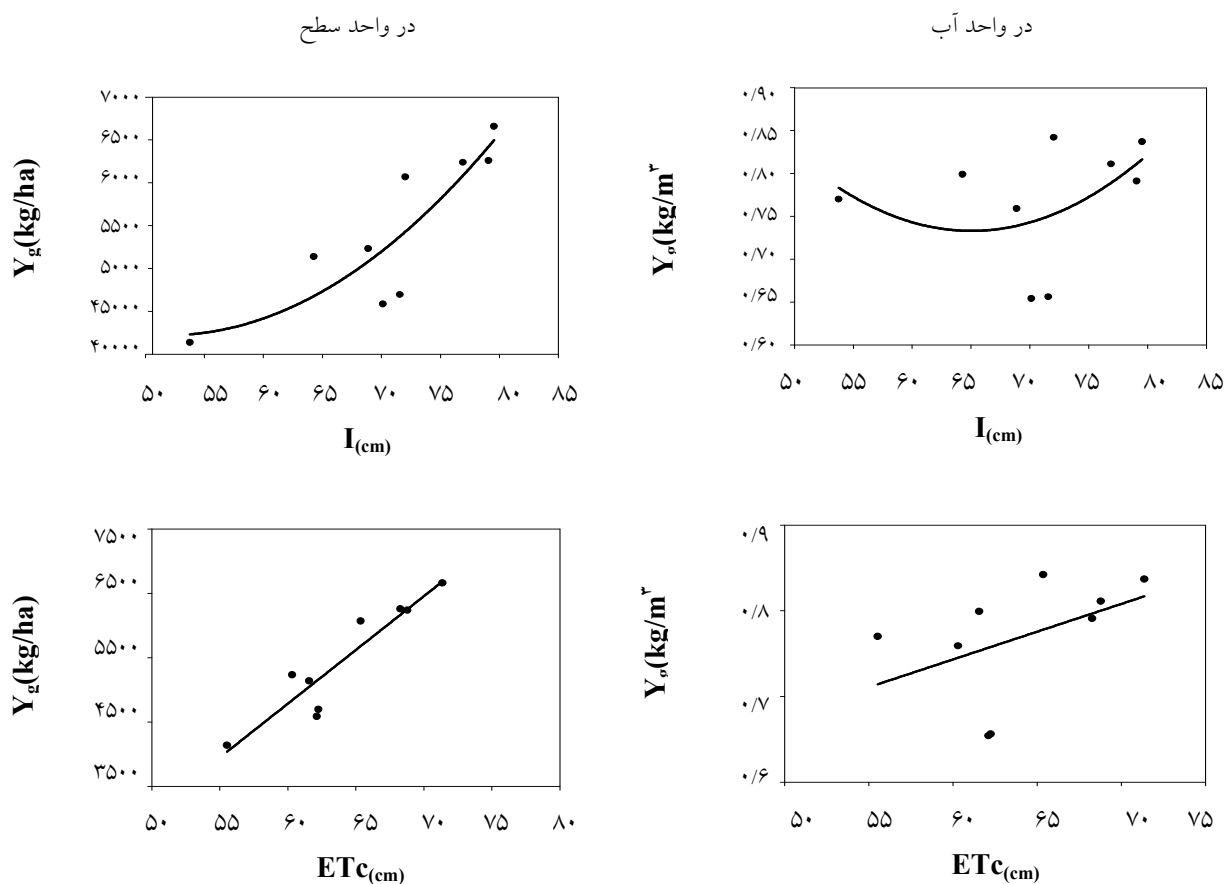 در واحد سطح
در واحد آب
۷۰۰۰
۶۵۰۰
۶۰۰۰
۵۵۰۰
۵۰۰۰
۴۵۰۰۰
۴۰۰۰۰
Y_g(kg/ha)
۵۰ ۵۵ ۶۰ ۶۵ ۷۰ ۷۵ ۸۰ ۸۵
I(cm)
۰/۹۰
۰/۸۵
۰/۸۰
۰/۷۵
۰/۷۰
۰/۶۵
۰/۶۰
Y_g(kg/m۳
۵۰ ۵۵ ۶۰ ۶۵ ۷۰ ۷۵ ۸۰ ۸۵
I(cm)
۷۵۰۰
۶۵۰۰
۵۵۰۰
۴۵۰۰
۳۵۰۰
Y_g(kg/ha)
۵۰ ۵۵ ۶۰ ۶۵ ۷۰ ۷۵ ۸۰
ETc(cm)
۰/۹
۰/۸
۰/۷
۰/۶
Y_g(kg/m۳
۵۰ ۵۵ ۶۰ ۶۵ ۷۰ ۷۵
ETc(cm)